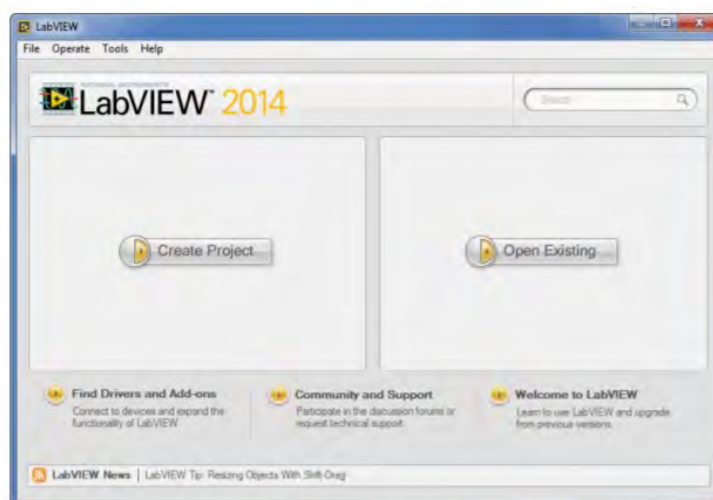 LabVIEW
File Operate Tools Help
NATIONAL INSTRUMENTS
LabVIEW™ 2014
Search
Create Project
Open Existing
Find Drivers and Add-ons
Connect to devices and expand the
functionality of LabVIEW.
Community and Support
Participate in the discussion forums or
request technical support.
Welcome to LabVIEW
Learn to use LabVIEW and upgrade
from previous versions.
LabVIEW News | LabVIEW Tip: Resizing Objects With Shift-Drag